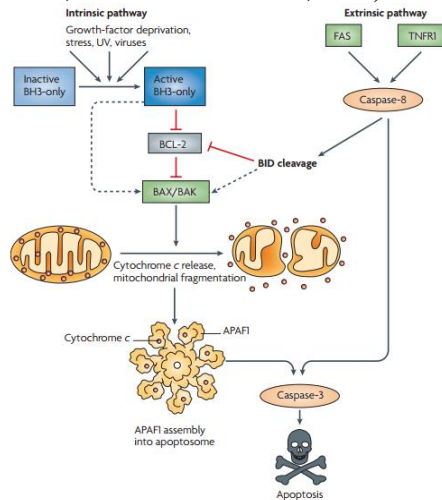 Intrinsic pathway
Extrinsic pathway
Growth-factor deprivation,
stress, UV, viruses
FAS
TNFR1
Inactive
BH3-only
Active
BH3-only
Caspase-8
BCL-2
BID cleavage
BAX/BAK
Cytochrome c release,
mitochondrial fragmentation
Cytochrome c
APAF1
Caspase-3
APAF1 assembly
into apoptosome
Apoptosis